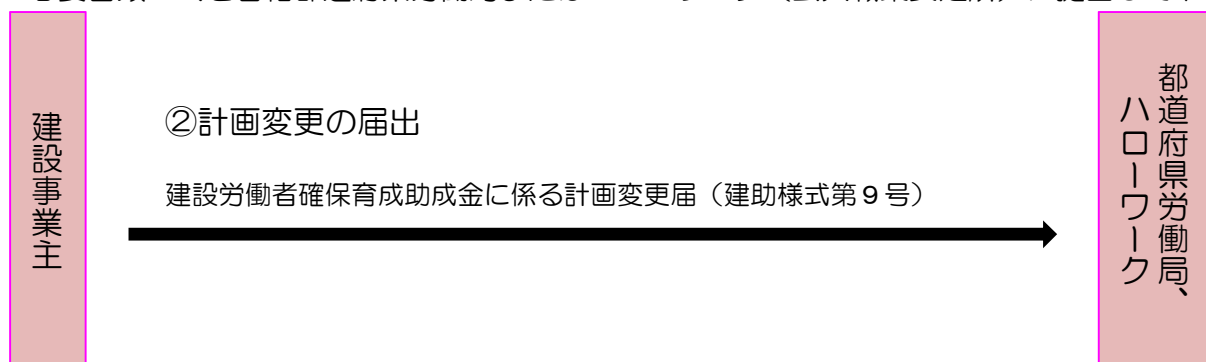 建設事業主
②計画変更の届出
建設労働者確保育成助成金に係る計画変更届（建助様式第９号）
都道府県労働局、
ハローワーク